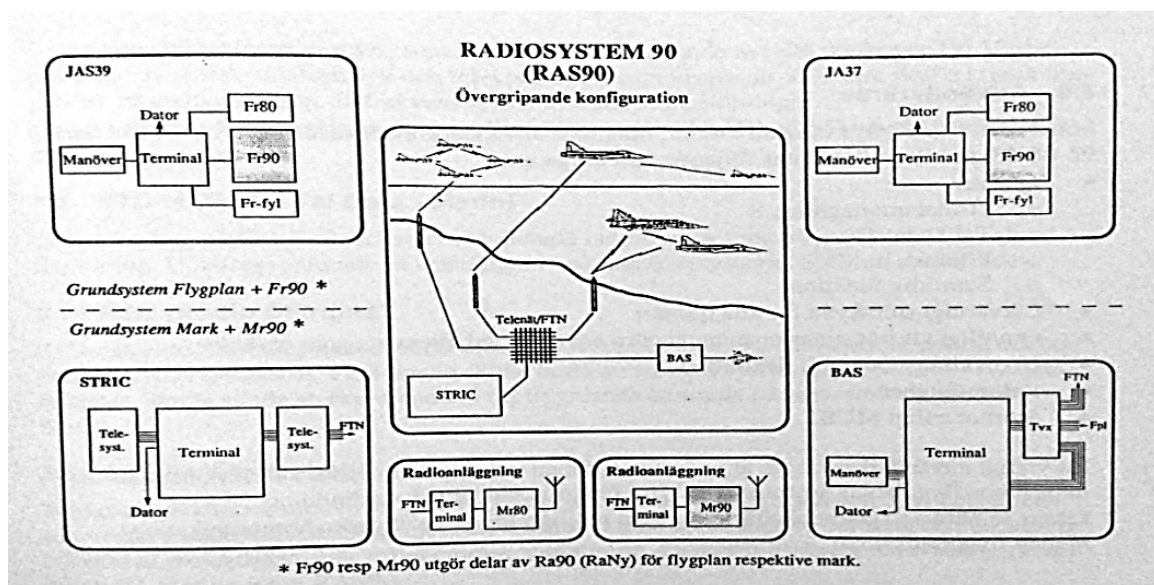 RADIOSYSTEM 90
(RAS90)
Övergripande konfiguration
JAS39
Dator
Manöver
Terminal
Fr80
Fr90
Fr-fyl
JA37
Dator
Manöver
Terminal
Fr80
Fr90
Fr-fyl
Grundsystem Flygplan + Fr90 *
Grundsystem Mark + Mr90 *
Telenät/FTN
STRIC
BAS
STRIC
Tele-
syst.
Terminal
Tele-
syst.
FTN
Dator
Radioanläggning
FTN
Ter-
minal
Mr80
Radioanläggning
FTN
Ter-
minal
Mr90
BAS
FTN
Tvx
Fpl
Terminal
Manöver
Dator
* Fr90 resp Mr90 utgör delar av Ra90 (RaNy) för flygplan respektive mark.